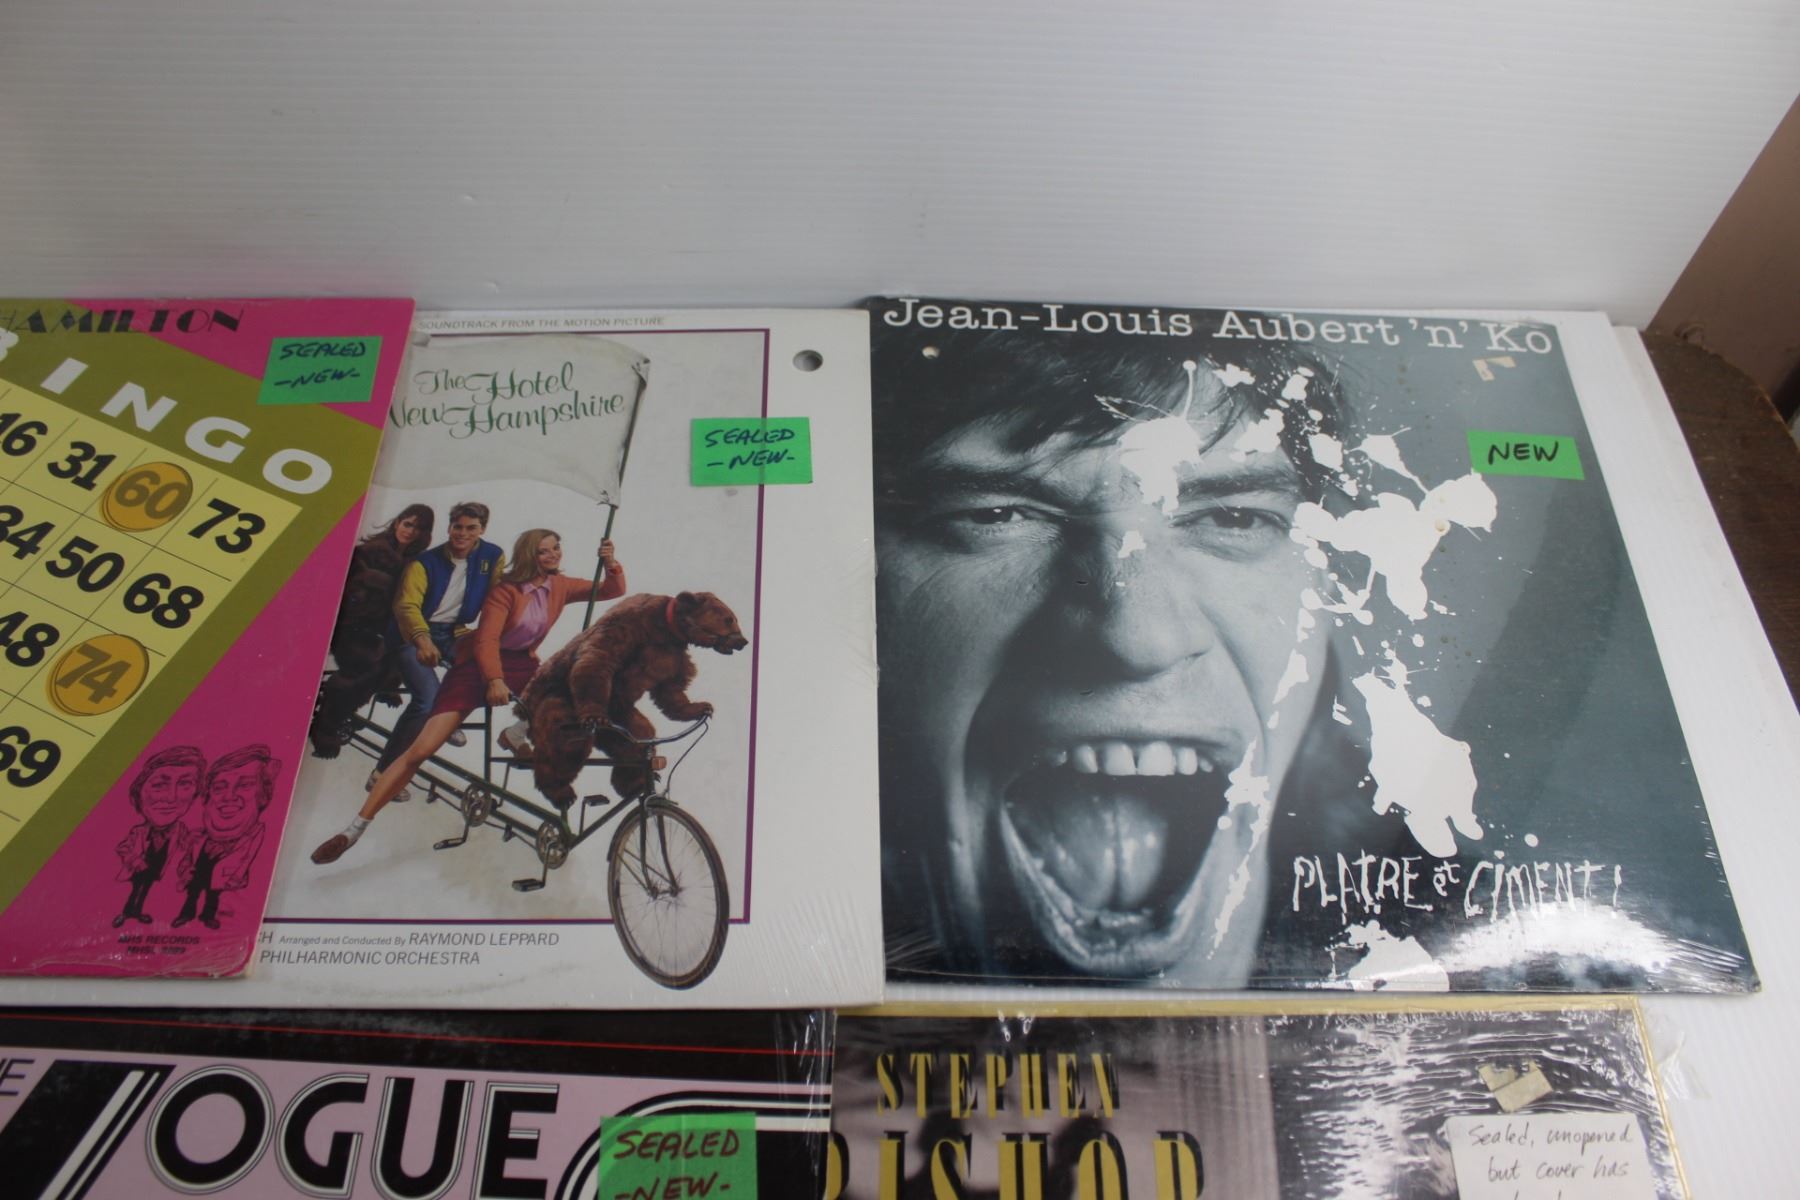 HAMILTON
BINGO
SEALED
-NEW-
16 31 60 73
34 50 68
48 74
69
MHS RECORDS
SOUNDTRACK FROM THE MOTION PICTURE
The Hotel
New Hampshire
SEALED
-NEW-
Arranged and Conducted By RAYMOND LEPPARD
PHILHARMONIC ORCHESTRA
Jean-Louis Aubert 'n' Ko
NEW
PLATRE et CIMENT!
VOGUE
SEALED
-NEW-
STEPHEN
BISHOP
Sealed, unopened
but cover has